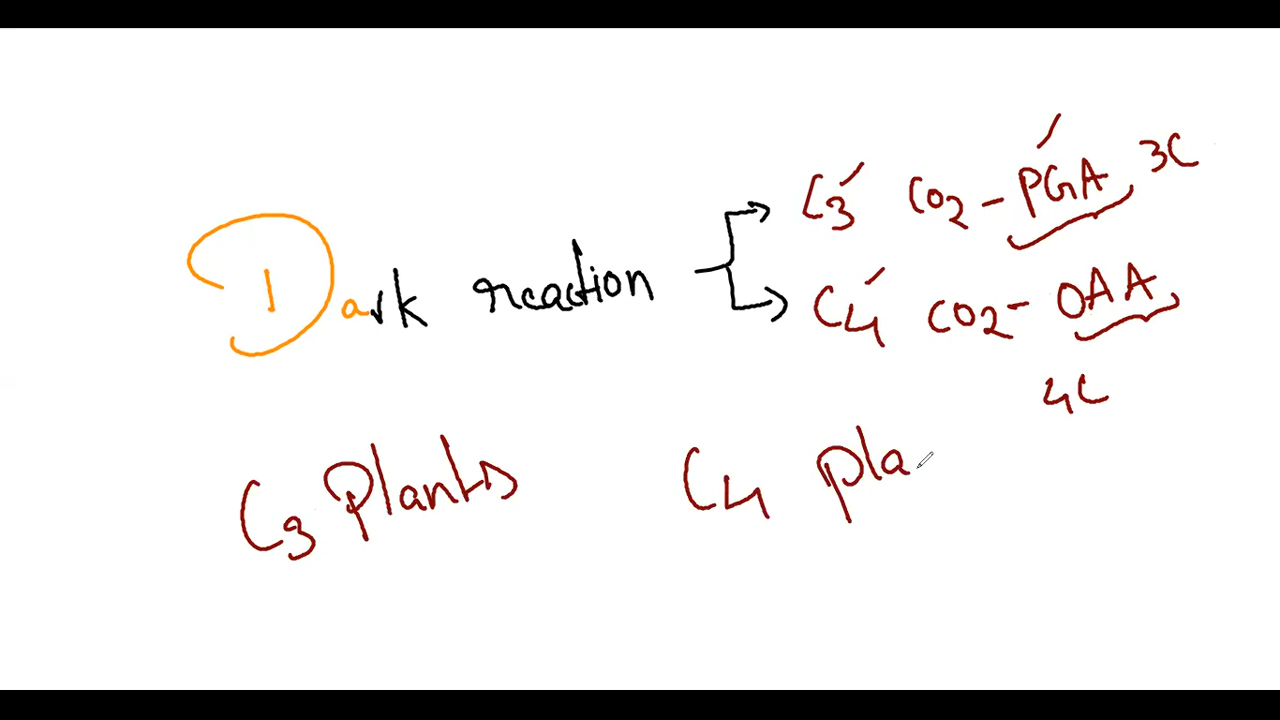 C3 CO2 - PGA 3C
Dark reaction
C4 CO2 - OAA
4C
C3 Plants C4 pla